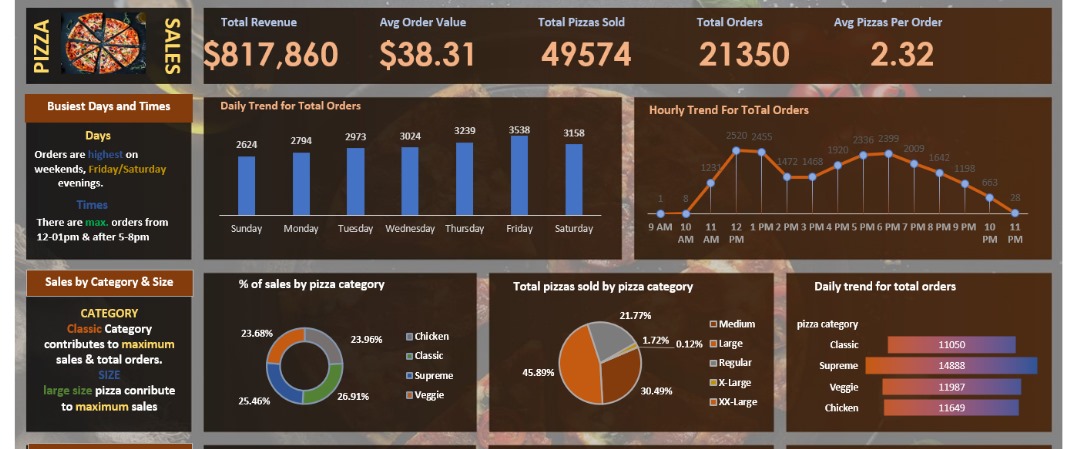 PIZZA
SALES
Total Revenue
$817,860
Avg Order Value
$38.31
Total Pizzas Sold
49574
Total Orders
21350
Avg Pizzas Per Order
2.32
Busiest Days and Times
Days
Orders are highest on
weekends, Friday/Saturday
evenings.
Times
There are max. orders from
12-01pm & after 5-8pm
Daily Trend for Total Orders
2624
2794
2973
3024
3239
3538
3158
Sunday
Monday
Tuesday
Wednesday
Thursday
Friday
Saturday
Hourly Trend For ToTal Orders
1
8
1231
2520
2455
1472
1468
1920
2336
2399
2009
1642
1198
663
28
9 AM
10 AM
11 AM
12 PM
1 PM
2 PM
3 PM
4 PM
5 PM
6 PM
7 PM
8 PM
9 PM
10 PM
11 PM
Sales by Category & Size
CATEGORY
Classic Category
contributes to maximum
sales & total orders.
SIZE
large size pizza conribute
to maximum sales
% of sales by pizza category
23.68%
23.96%
25.46%
26.91%
Chicken
Classic
Supreme
Veggie
Total pizzas sold by pizza category
21.77%
1.72%
0.12%
45.89%
30.49%
Medium
Large
Regular
X-Large
XX-Large
Daily trend for total orders
pizza category
Classic 11050
Supreme 14888
Veggie 11987
Chicken 11649